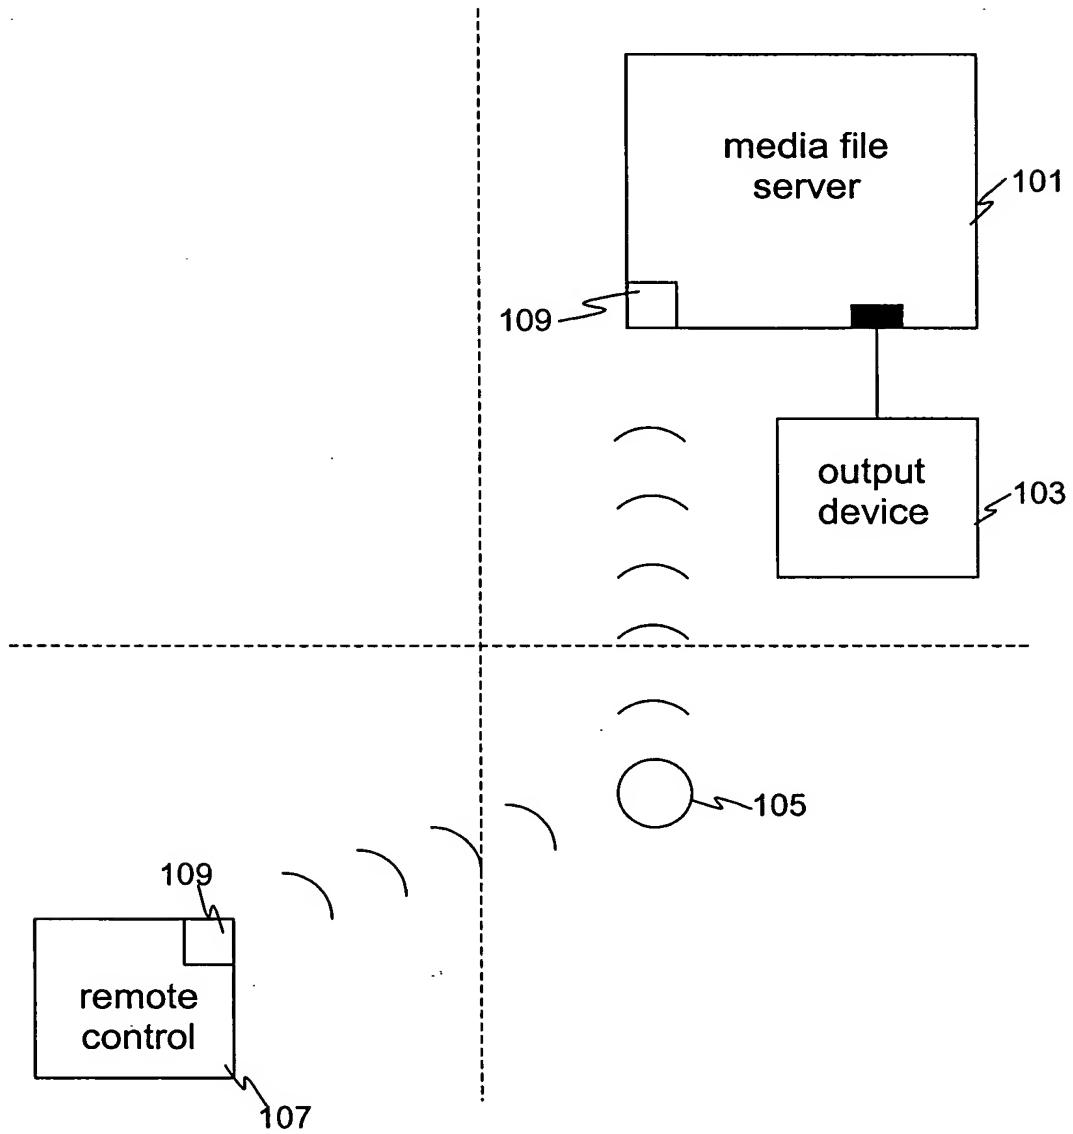 media file
server
101
109
output
device
103
105
109
remote
control
107